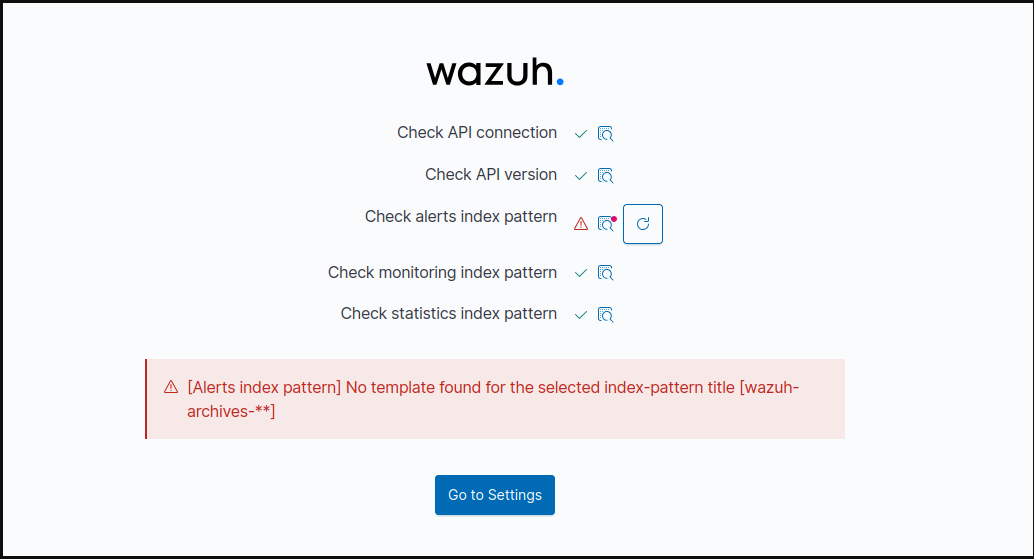 wazuh.
Check API connection
Check API version
Check alerts index pattern
Check monitoring index pattern
Check statistics index pattern
[Alerts index pattern] No template found for the selected index-pattern title [wazuh-
archives-**]
Go to Settings